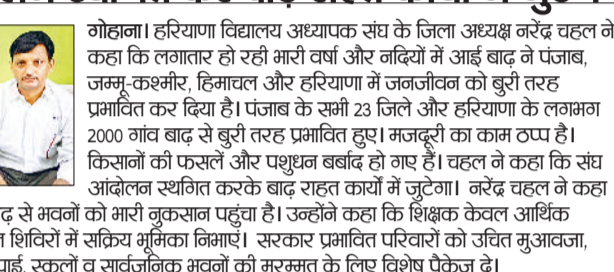 गोहाना। हरियाणा विद्यालय अध्यापक संघ के जिला अध्यक्ष नरेंद्र चहल ने
कहा कि लगातार हो रही भारी वर्षा और नदियों में आई बाढ़ ने पंजाब,
जम्मू-कश्मीर, हिमाचल और हरियाणा में जनजीवन को बुरी तरह
प्रभावित कर दिया है। पंजाब के सभी 23 जिले और हरियाणा के लगभग
2000 गांव बाढ़ से बुरी तरह प्रभावित हुए। मजदूरी का काम ठप्प है।
किसानों की फसलें और पशुधन बर्बाद हो गए हैं। चहल ने कहा कि संघ
आंदोलन स्थगित करके बाढ़ राहत कार्यों में जुटेगा। नरेंद्र चहल ने कहा
से भवनों को भारी नुकसान पहुंचा है। उन्होंने कहा कि शिक्षक केवल आर्थिक
शिविरों में सक्रिय भूमिका निभाएं। सरकार प्रभावित परिवारों को उचित मुआवजा,
स्कूलों व सार्वजनिक भवनों की मरम्मत के लिए विशेष पैकेज दे।